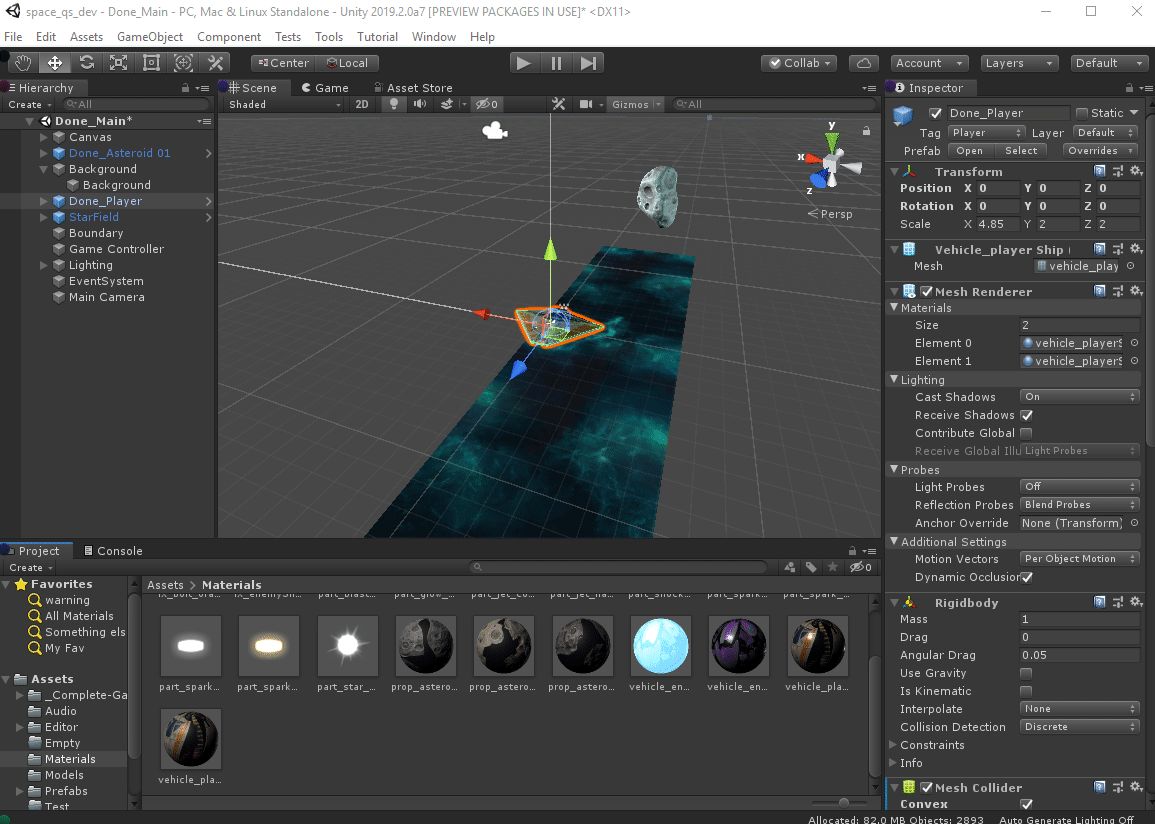 space_qs_dev - Done_Main - PC, Mac & Linux Standalone - Unity 2019.2.0a7 [PREVIEW PACKAGES IN USE]* <DX11>
File Edit Assets GameObject Component Tests Tools Tutorial Window Help
Center Local Collab Account Layers Default
Hierarchy
Create All
Done_Main*
Canvas
Done_Asteroid 01
Background
Background
Done_Player
StarField
Boundary
Game Controller
Lighting
EventSystem
Main Camera
Scene Game Asset Store
Shaded 2D 0 Gizmos All
y
x
z
Persp
Inspector
Done_Player Static
Tag Player Layer Default
Prefab Open Select Overrides
Transform
Position X 0 Y 0 Z 0
Rotation X 0 Y 0 Z 0
Scale X 4.85 Y 2 Z 2
Vehicle_player Ship (
Mesh vehicle_play
Mesh Renderer
Materials
Size 2
Element 0 vehicle_playerS
Element 1 vehicle_playerS
Lighting
Cast Shadows On
Receive Shadows
Contribute Global
Receive Global Illu Light Probes
Probes
Light Probes Off
Reflection Probes Blend Probes
Anchor Override None (Transform)
Additional Settings
Motion Vectors Per Object Motion
Dynamic Occlusion
Rigidbody
Mass 1
Drag 0
Angular Drag 0.05
Use Gravity
Is Kinematic
Interpolate None
Collision Detection Discrete
Constraints
Info
Mesh Collider
Convex
Project Console
Create 0
Favorites
warning
All Materials
Something els
My Fav
Assets
_Complete-Ga
Audio
Editor
Empty
Materials
Models
Prefabs
Test
Assets > Materials
part_spark... part_spark... part_star_... prop_astero... prop_astero... prop_astero... vehicle_en... vehicle_en... vehicle_pla...
vehicle_pla...
Allocated: 82.0 MB Objects: 2893 Auto Generate Lighting Off